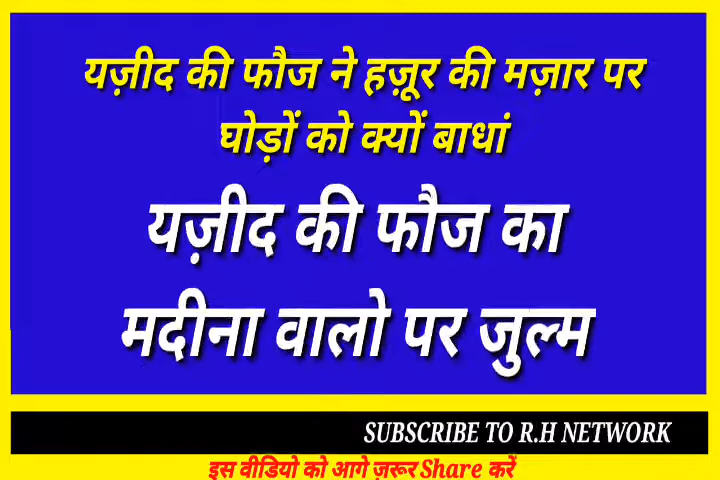 यज़ीद की फौज ने हज़ूर की मज़ार पर
घोड़ों को क्यों बाधां
यज़ीद की फौज का
मदीना वालो पर जुल्म
SUBSCRIBE TO R.H NETWORK
इस वीडियो को आगे ज़रूर Share करें